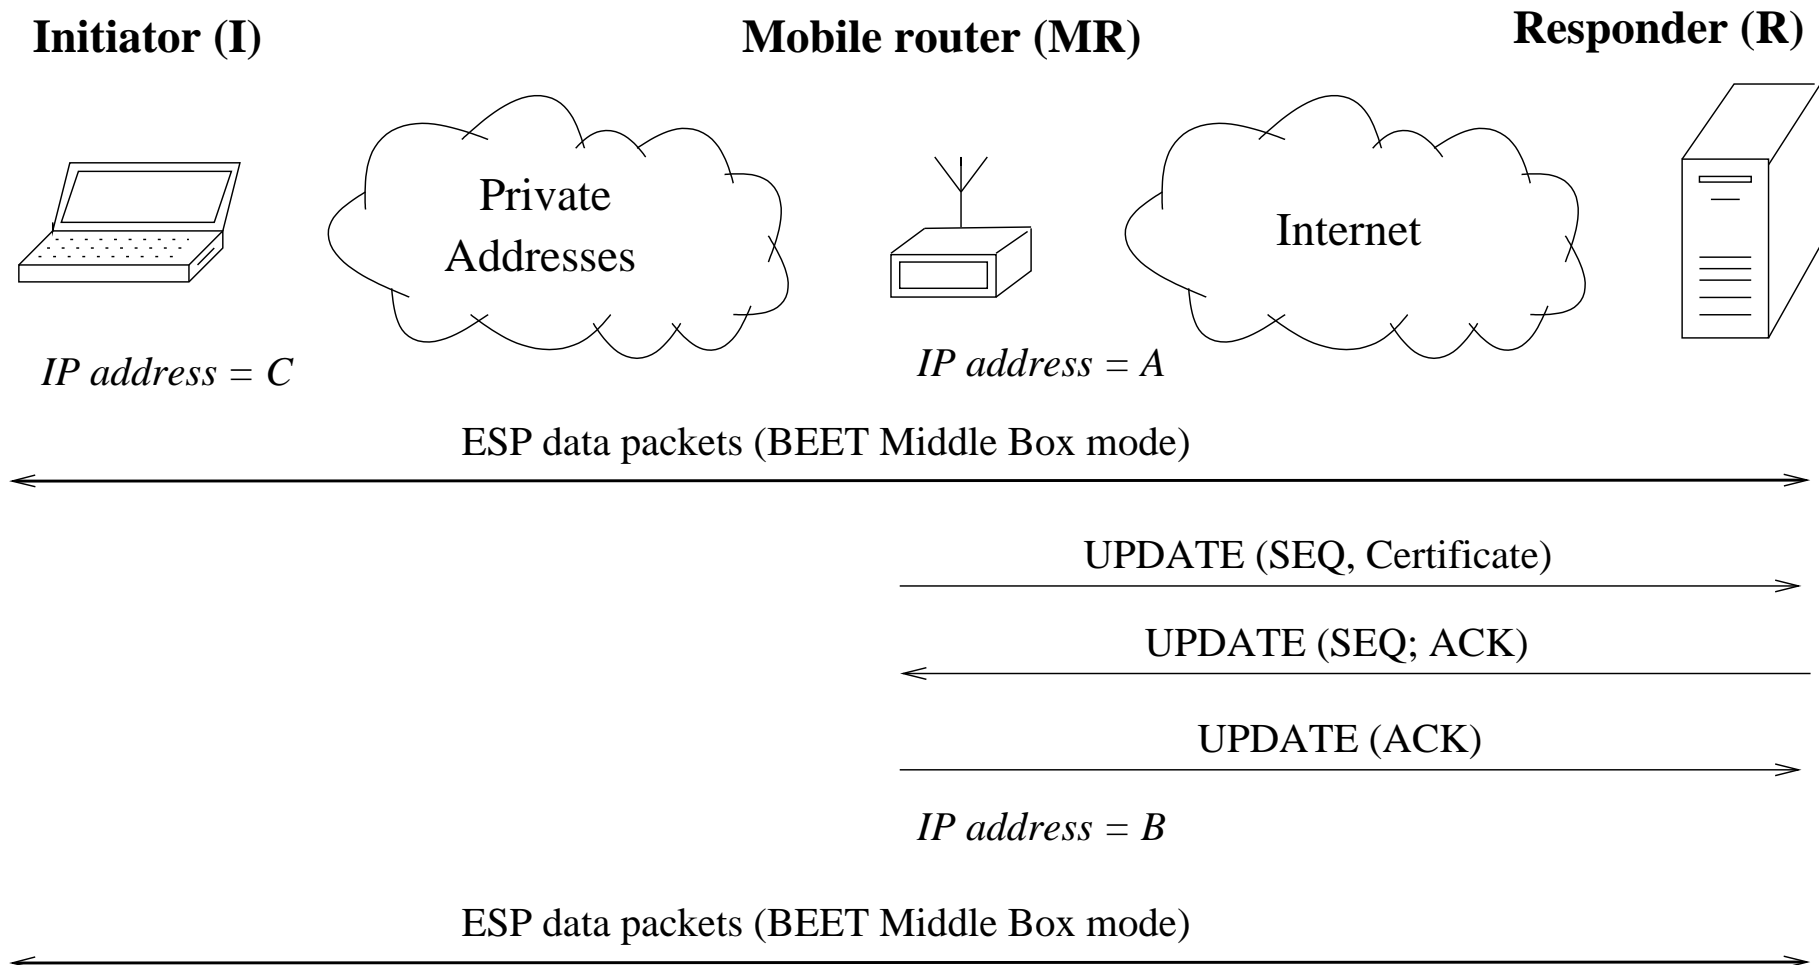 Initiator (I)
Mobile router (MR)
Responder (R)
Private
Addresses
Internet
IP address = C
IP address = A
ESP data packets (BEET Middle Box mode)
UPDATE (SEQ, Certificate)
UPDATE (SEQ; ACK)
UPDATE (ACK)
IP address = B
ESP data packets (BEET Middle Box mode)